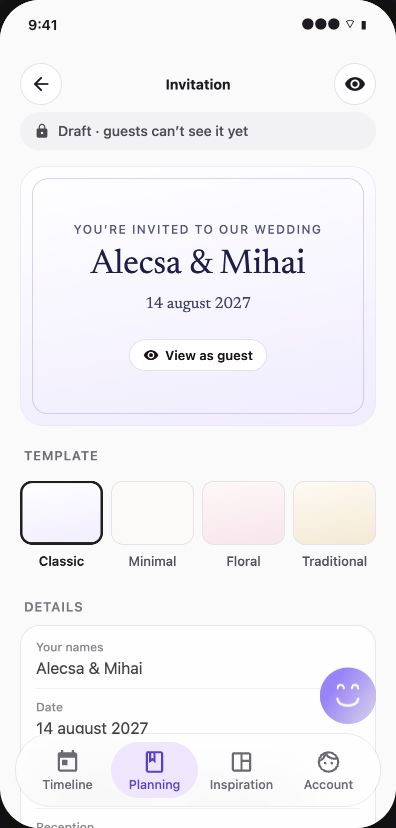 9:41
Invitation
Draft · guests can’t see it yet
YOU’RE INVITED TO OUR WEDDING
Alecsa & Mihai
14 august 2027
View as guest
TEMPLATE
Classic Minimal Floral Traditional
DETAILS
Your names
Alecsa & Mihai
Date
14 august 2027
Timeline Planning Inspiration Account
Reception